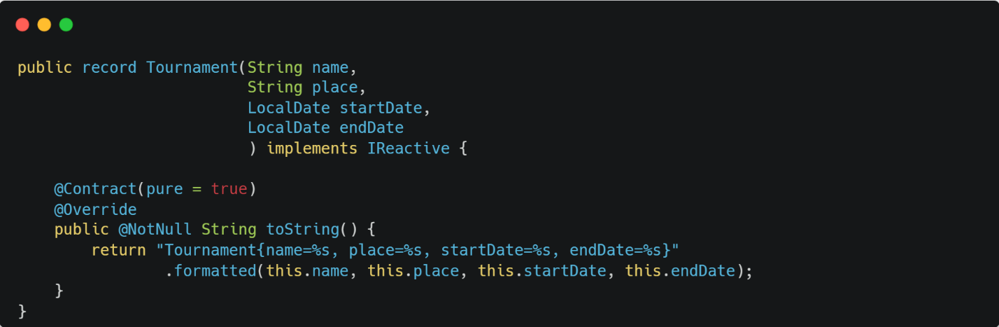 public record Tournament(String name,
                         String place,
                         LocalDate startDate,
                         LocalDate endDate
                         ) implements IReactive {

    @Contract(pure = true)
    @Override
    public @NotNull String toString() {
        return "Tournament{name=%s, place=%s, startDate=%s, endDate=%s}"
                .formatted(this.name, this.place, this.startDate, this.endDate);
    }
}